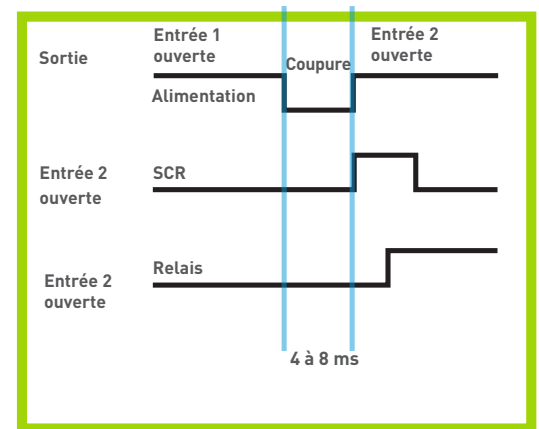 Entrée 1
ouverte
Entrée 2
ouverte
Sortie
Coupure
Alimentation
Entrée 2
ouverte
SCR
Entrée 2
ouverte
Relais
4 à 8 ms